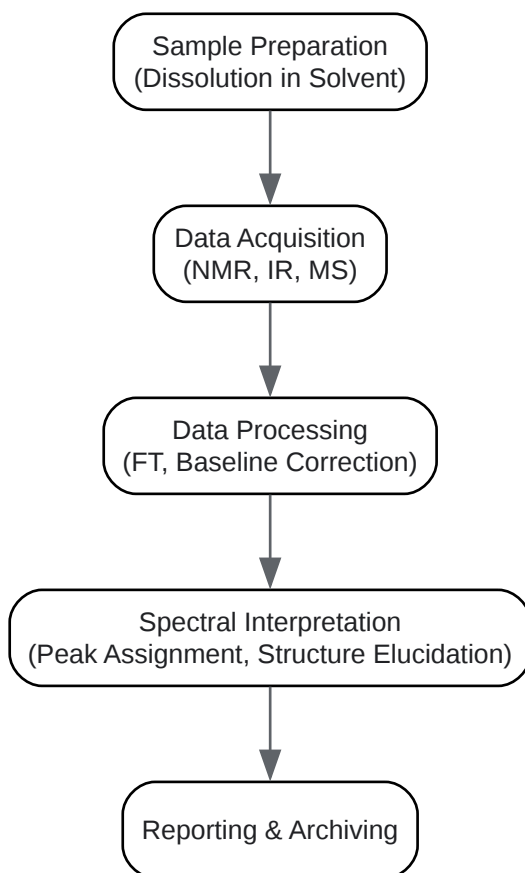 Sample Preparation
(Dissolution in Solvent)
Data Acquisition
(NMR, IR, MS)
Data Processing
(FT, Baseline Correction)
Spectral Interpretation
(Peak Assignment, Structure Elucidation)
Reporting & Archiving